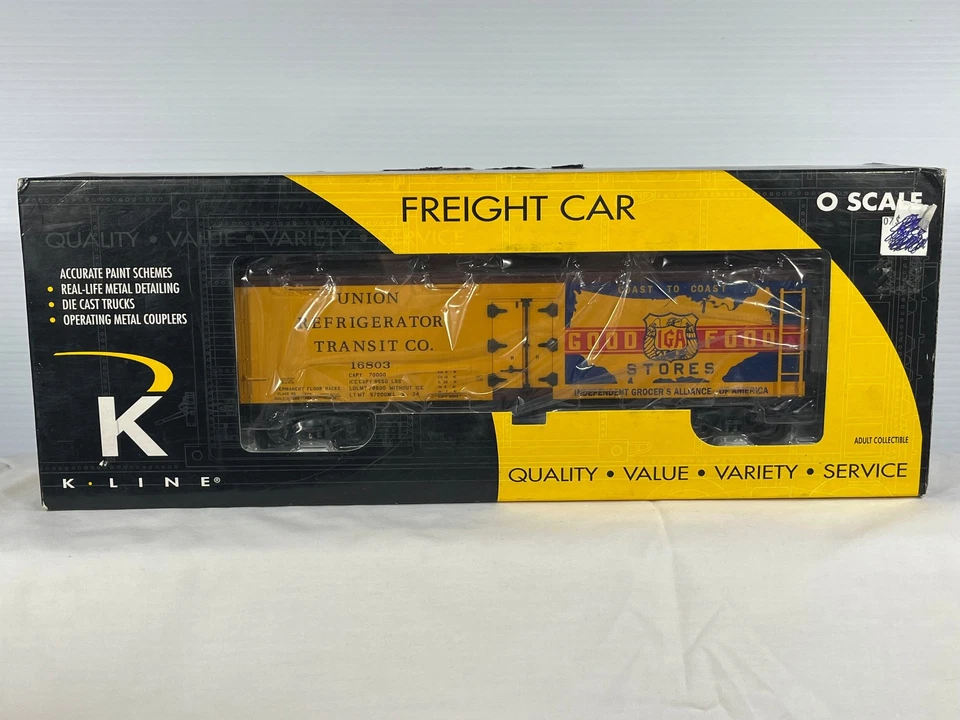 FREIGHT CAR
O SCALE
QUALITY • VALUE • VARIETY • SERVICE
ACCURATE PAINT SCHEMES
• REAL-LIFE METAL DETAILING
• DIE CAST TRUCKS
• OPERATING METAL COUPLERS
K
K•LINE®
UNION
REFRIGERATOR
TRANSIT CO.
16803
CAPY. 70000
COAST TO COAST
GOOD IGA FOOD
STORES
INDEPENDENT GROCER'S ALLIANCE OF AMERICA
ADULT COLLECTIBLE
QUALITY • VALUE • VARIETY • SERVICE